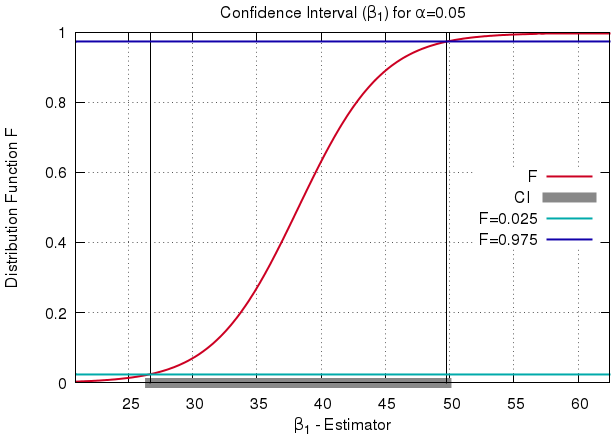 Confidence Interval (β₁) for α=0.05
Distribution Function F
1
0.8
0.6
0.4
0.2
0
F
CI
F=0.025
F=0.975
25 30 35 40 45 50 55 60
β₁ - Estimator